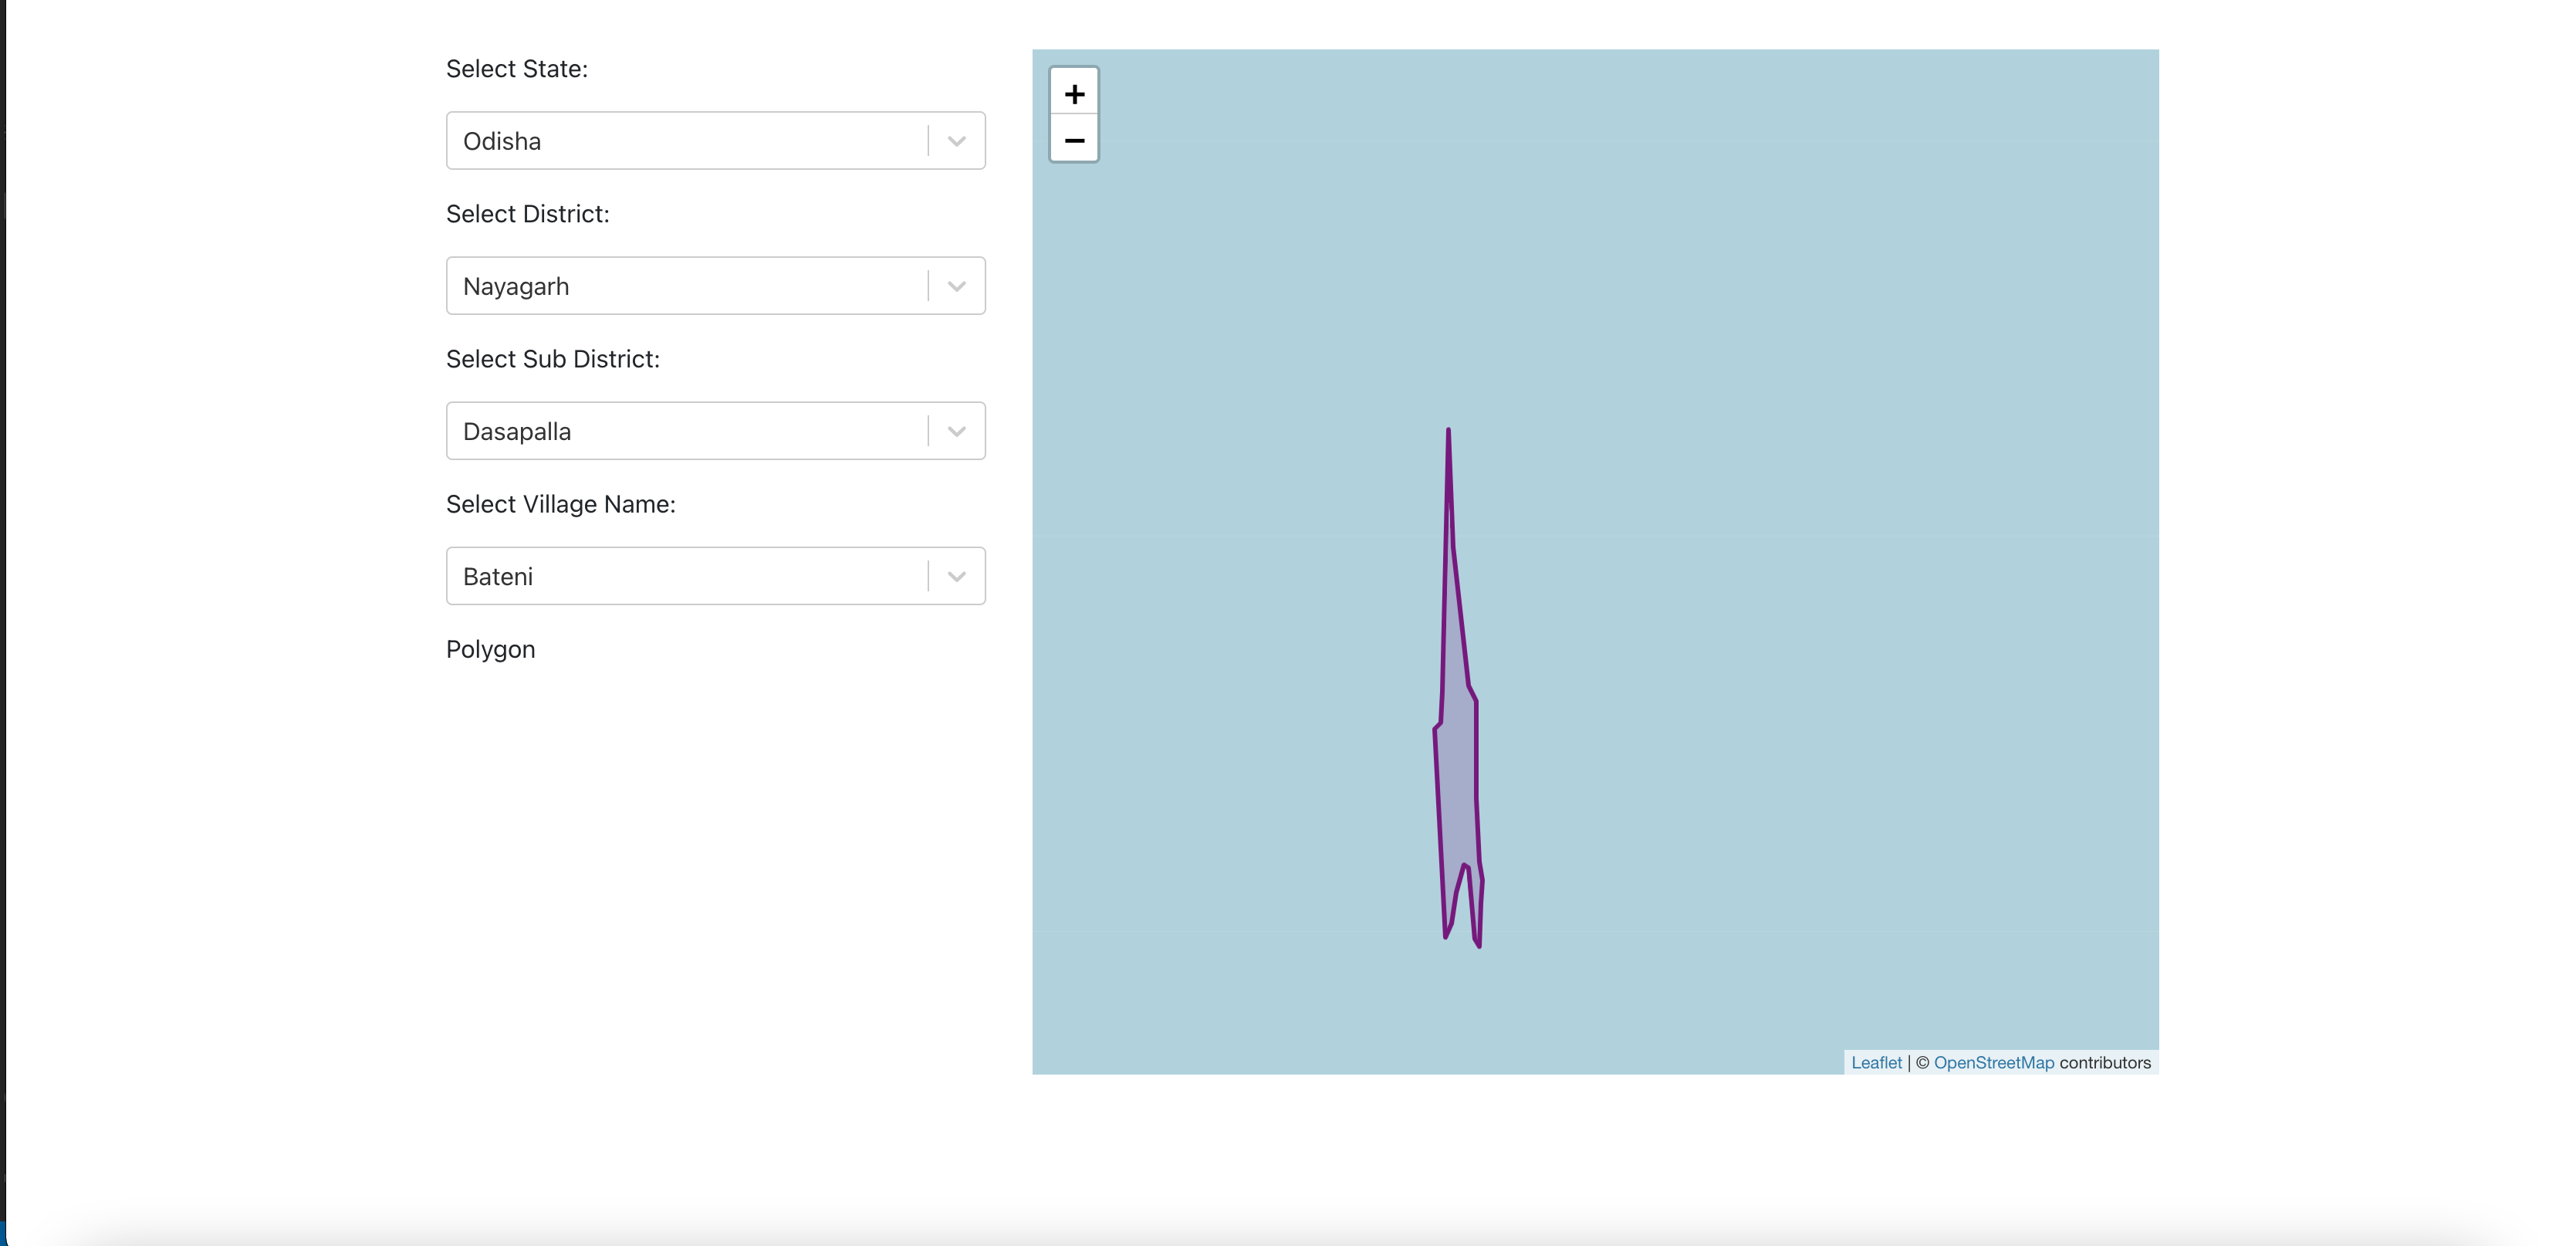 Select State:
Odisha
Select District:
Nayagarh
Select Sub District:
Dasapalla
Select Village Name:
Bateni
Polygon
+
−
Leaflet | © OpenStreetMap contributors